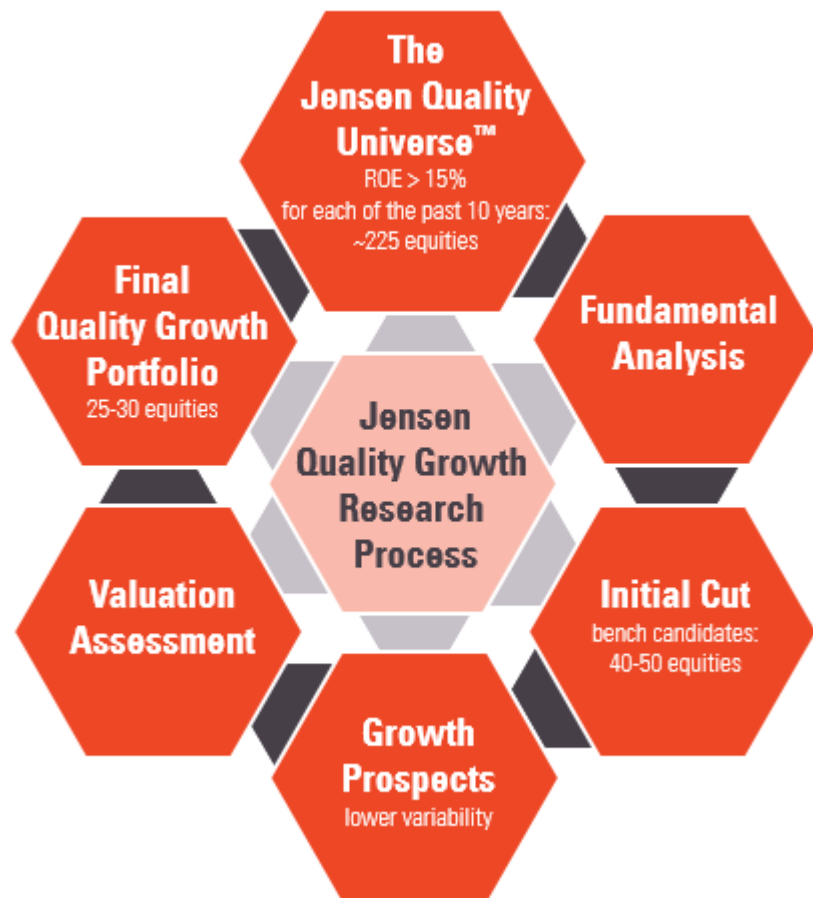 The
Jensen Quality
Universe™
ROE > 15%
for each of the past 10 years:
~225 equities
Fundamental
Analysis
Initial Cut
bench candidates:
40-50 equities
Growth
Prospects
lower variability
Valuation
Assessment
Final
Quality Growth
Portfolio
25-30 equities
Jensen
Quality Growth
Research
Process